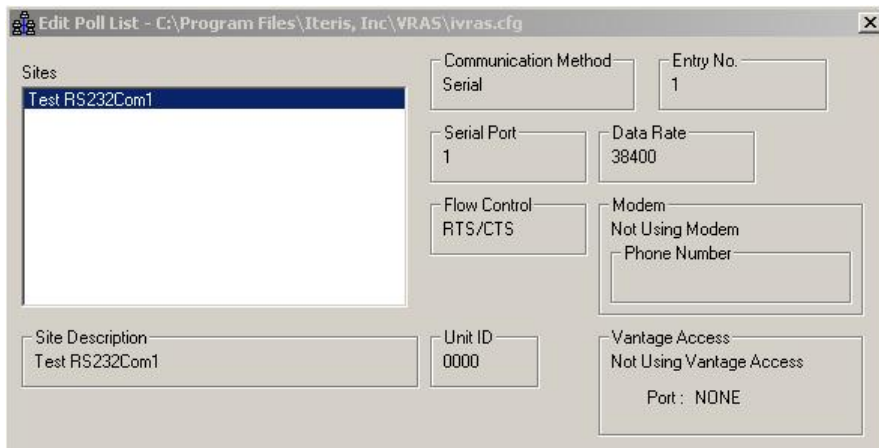 Edit Poll List - C:\Program Files\Iteris, Inc\VRAS\ivras.cfg
Sites
Test RS232Com1
Communication Method
Serial
Entry No.
1
Serial Port
1
Data Rate
38400
Flow Control
RTS/CTS
Modem
Not Using Modem
Phone Number
Site Description
Test RS232Com1
Unit ID
0000
Vantage Access
Not Using Vantage Access
Port : NONE